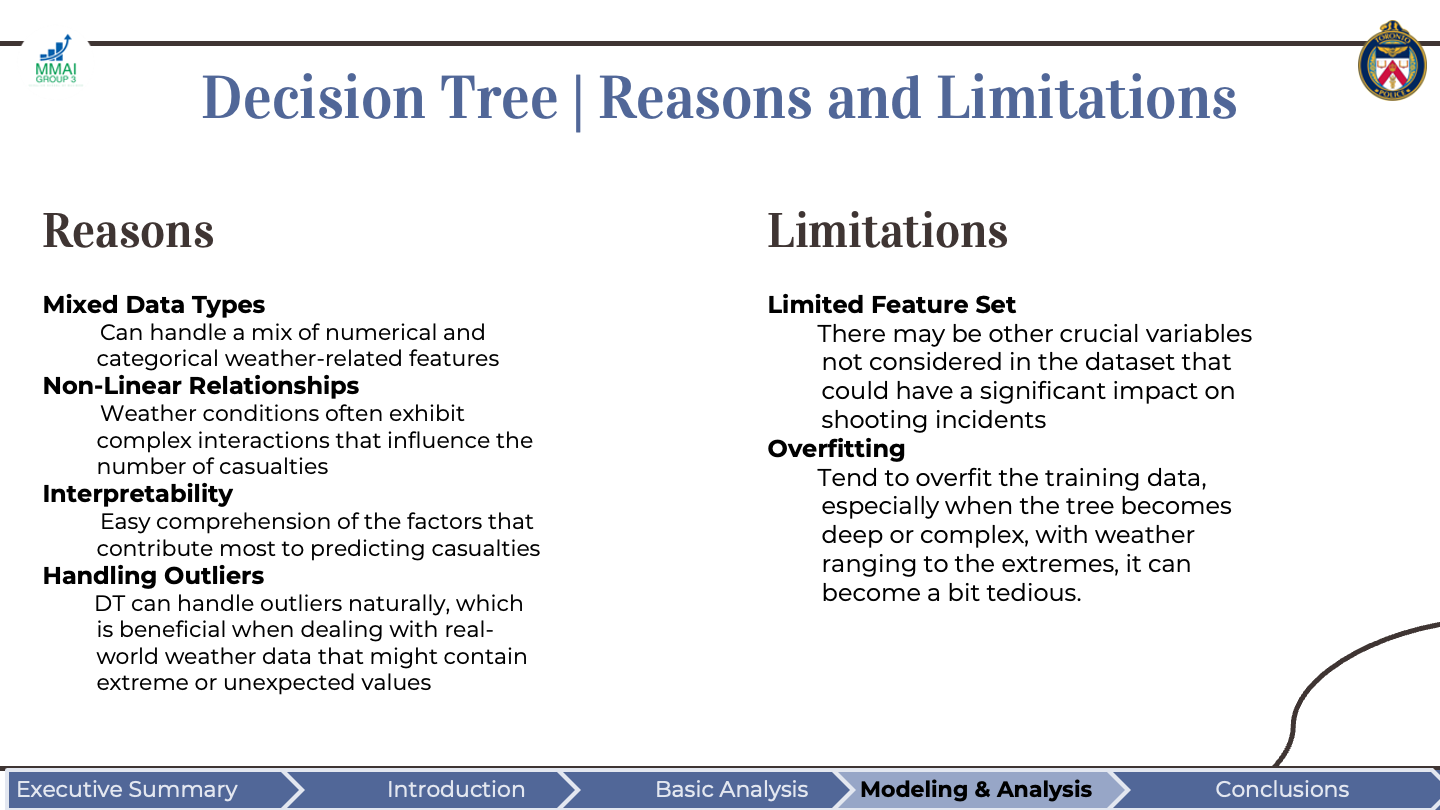 MMAI
GROUP 3
TORONTO
POLICE
Decision Tree | Reasons and Limitations
Reasons
Mixed Data Types
Can handle a mix of numerical and
categorical weather-related features
Non-Linear Relationships
Weather conditions often exhibit
complex interactions that influence the
number of casualties
Interpretability
Easy comprehension of the factors that
contribute most to predicting casualties
Handling Outliers
DT can handle outliers naturally, which
is beneficial when dealing with real-
world weather data that might contain
extreme or unexpected values
Limitations
Limited Feature Set
There may be other crucial variables
not considered in the dataset that
could have a significant impact on
shooting incidents
Overfitting
Tend to overfit the training data,
especially when the tree becomes
deep or complex, with weather
ranging to the extremes, it can
become a bit tedious.
Executive Summary
Introduction
Basic Analysis
Modeling & Analysis
Conclusions